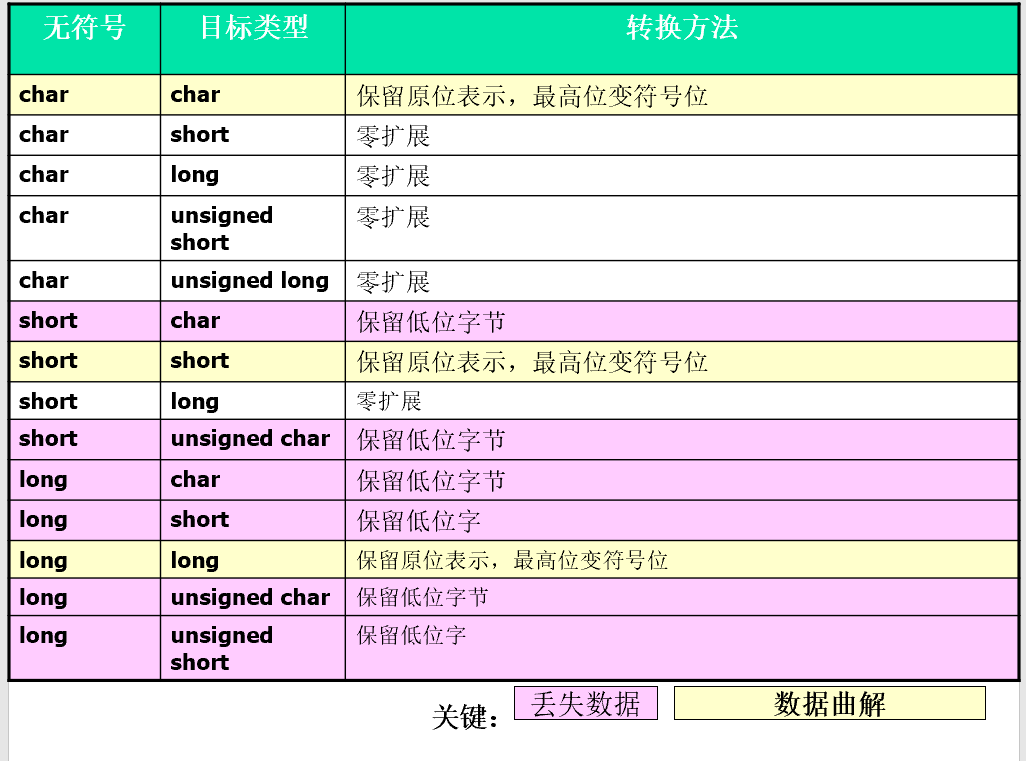 无符号 目标类型 转换方法
char char 保留原位表示，最高位变符号位
char short 零扩展
char long 零扩展
char unsigned 零扩展
short
char unsigned long 零扩展
short char 保留低位字节
short short 保留原位表示，最高位变符号位
short long 零扩展
short unsigned char 保留低位字节
long char 保留低位字节
long short 保留低位字
long long 保留原位表示，最高位变符号位
long unsigned char 保留低位字节
long unsigned 保留低位字
short
关键： 丢失数据 数据曲解